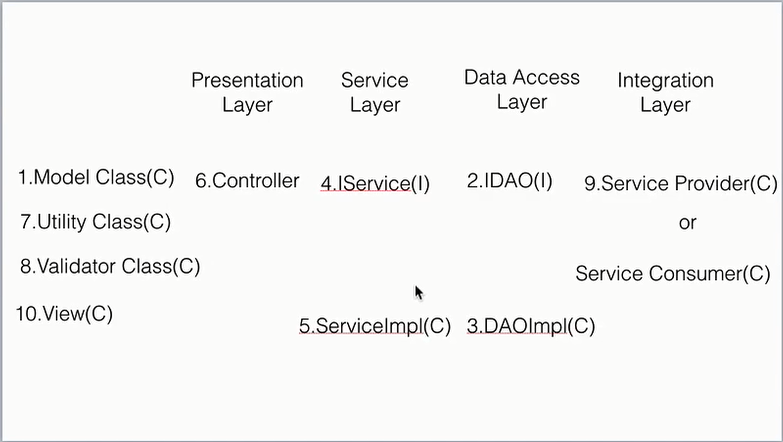 Presentation
Layer
Service
Layer
Data Access
Layer
Integration
Layer
1.Model Class(C)
6.Controller
4.IService(I)
2.IDAO(I)
9.Service Provider(C)
7.Utility Class(C)
or
8.Validator Class(C)
Service Consumer(C)
10.View(C)
5.ServiceImpl(C)
3.DAOImpl(C)